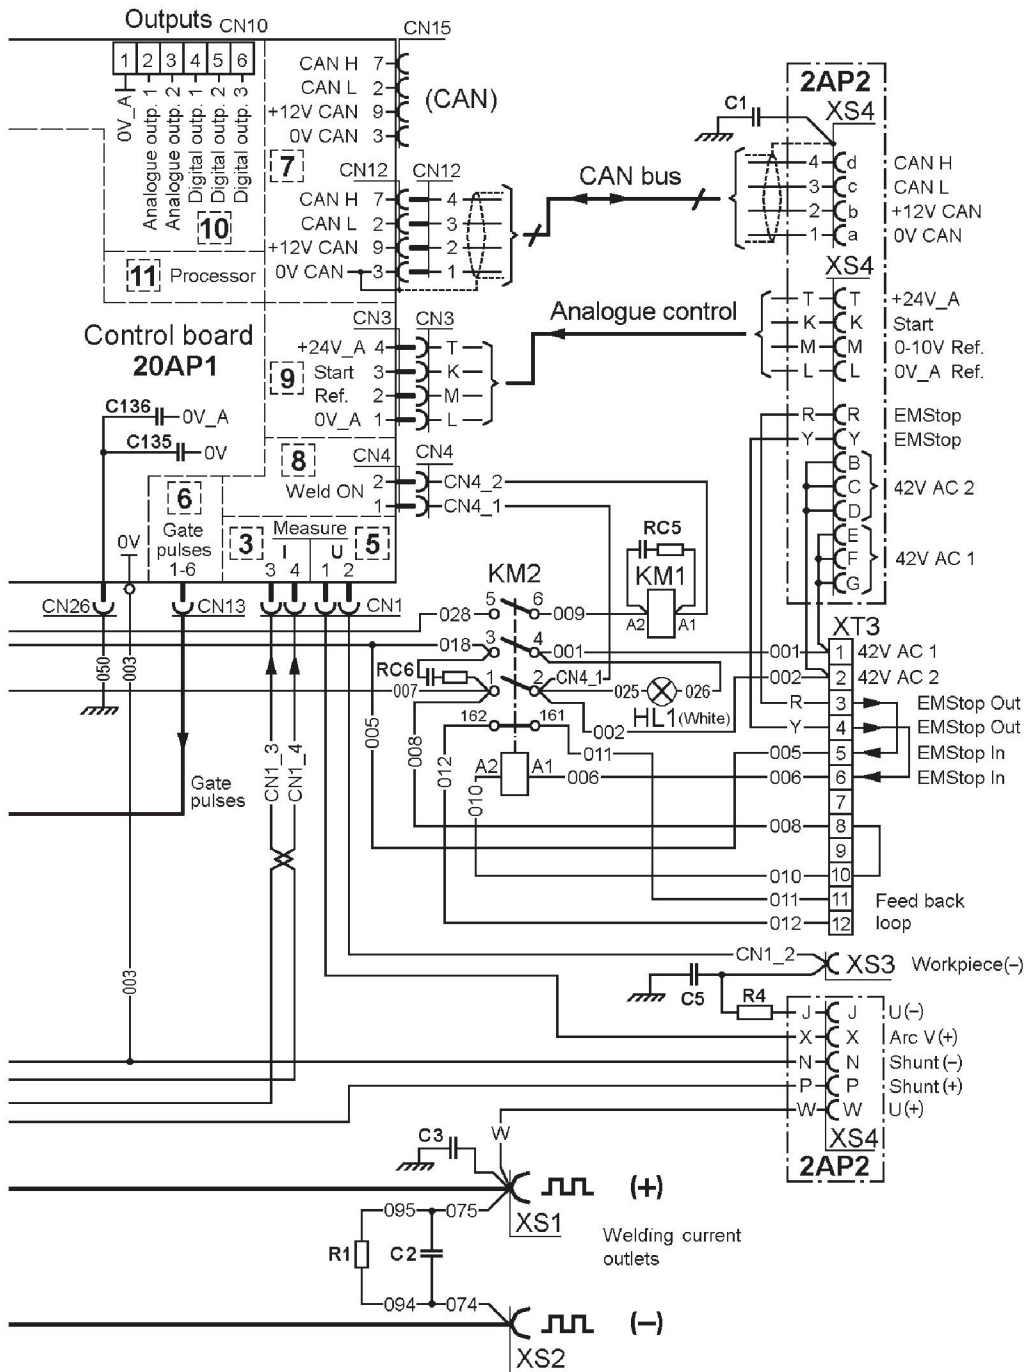 Outputs CN10
1 2 3 4 5 6
0V_A
Analogue outp. 1
Analogue outp. 2
Digital outp. 1
Digital outp. 2
Digital outp. 3
10
7
11 Processor
CN15
CAN H 7
CAN L 2
+12V CAN 9
0V CAN 3
(CAN)
CN12 CN12
CAN H 7 4
CAN L 2 3
+12V CAN 9 2
0V CAN 3 1
CAN bus
2AP2
C1
XS4
4 d CAN H
3 c CAN L
2 b +12V CAN
1 a 0V CAN
XS4
T T +24V_A
K K Start
M M 0-10V Ref.
L L 0V_A Ref.
R R EMStop
Y Y EMStop
B
C 42V AC 2
D
E
F 42V AC 1
G
Analogue control
Control board
20AP1
9
CN3 CN3
+24V_A 4 T
Start 3 K
Ref. 2 M
0V_A 1 L
C136 0V_A
C135 0V
8
CN4 CN4
Weld ON
2 CN4_2
1 CN4_1
6
Gate
pulses
1-6
0V
3 Measure 5
I U
3 4 1 2
CN26 CN13 CN1
050
003
003
Gate
pulses
CN1_3
CN1_4
RC5
KM1
A2 A1
KM2
028 5 6 009
018 3 4 001
RC6
007 1 2 CN4_1
025 026
HL1 (White)
002
162 161
011
A2 A1
006
005
008
012
010
XT3
001 1 42V AC 1
002 2 42V AC 2
R 3 EMStop Out
Y 4 EMStop Out
005 5 EMStop In
006 6 EMStop In
7
008 8
9
010 10
011 11 Feed back
012 12 loop
CN1_2 XS3 Workpiece(–)
C5
R4
J J U(–)
X X Arc V(+)
N N Shunt(–)
P P Shunt(+)
W W U(+)
XS4
2AP2
C3
W
(+)
XS1
095 075
R1 C2
094 074
Welding current
outlets
(–)
XS2